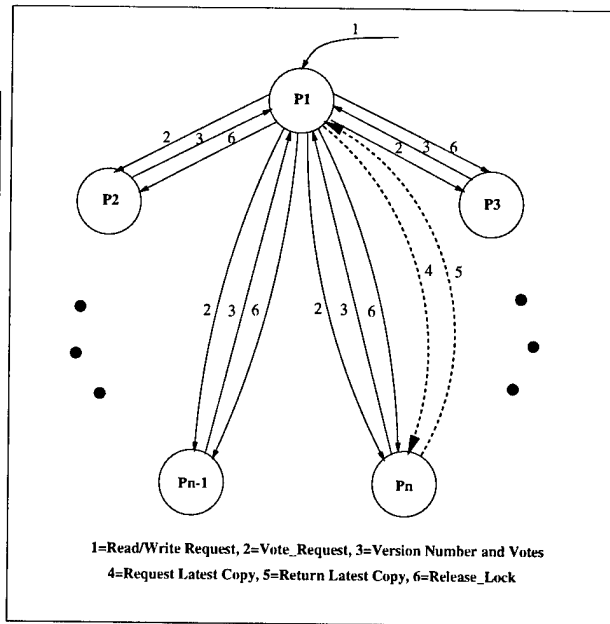 1
P1
2 3 6
2 3 6
P2
P3
4 5
2 3 6
2 3 6
Pn-1
Pn
1=Read/Write Request, 2=Vote_Request, 3=Version Number and Votes
4=Request Latest Copy, 5=Return Latest Copy, 6=Release_Lock